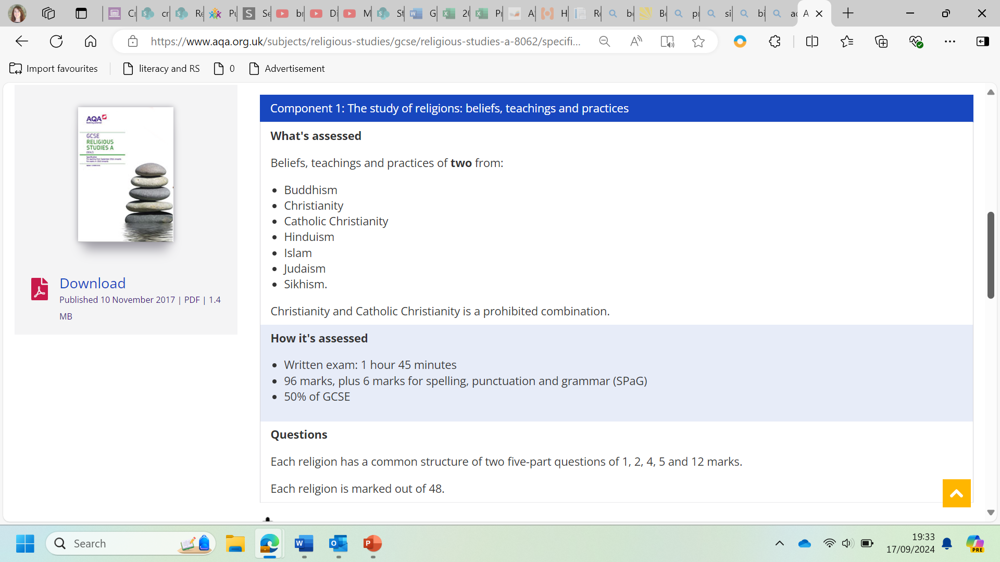 Cr
cr
Re
Pu
S
Se
br
Di
M
St
G
20
Pr
A
H
Re
be
Be
pr
si
bi
ac
A
https://www.aqa.org.uk/subjects/religious-studies/gcse/religious-studies-a-8062/specifi...
Import favourites
literacy and RS
0
Advertisement
AQA
GCSE
RELIGIOUS
STUDIES A
Download
Published 10 November 2017 | PDF | 1.4
MB
Component 1: The study of religions: beliefs, teachings and practices
What's assessed
Beliefs, teachings and practices of two from:
• Buddhism
• Christianity
• Catholic Christianity
• Hinduism
• Islam
• Judaism
• Sikhism.
Christianity and Catholic Christianity is a prohibited combination.
How it's assessed
• Written exam: 1 hour 45 minutes
• 96 marks, plus 6 marks for spelling, punctuation and grammar (SPaG)
• 50% of GCSE
Questions
Each religion has a common structure of two five-part questions of 1, 2, 4, 5 and 12 marks.
Each religion is marked out of 48.
Search
19:33
17/09/2024
PRE